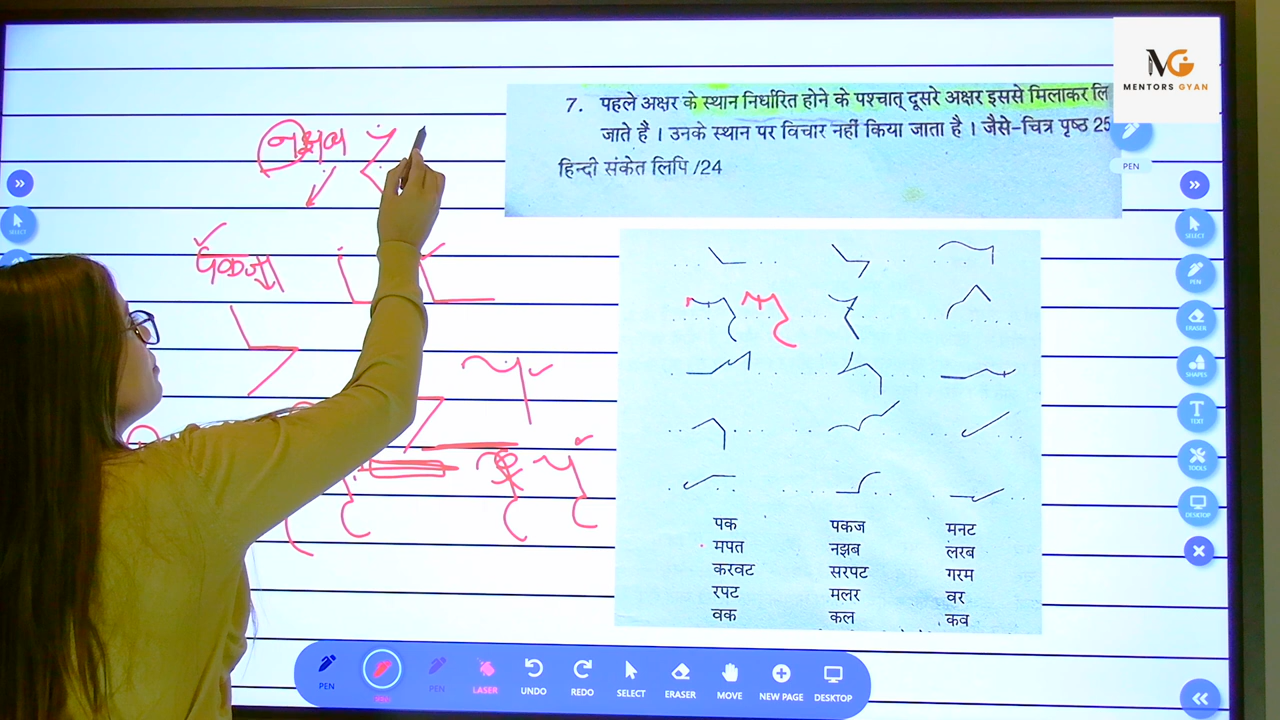 MENTORS GYAN
7. पहले अक्षर के स्थान निर्धारित होने के पश्चात् दूसरे अक्षर इससे मिलाकर लि
जाते हैं । उनके स्थान पर विचार नहीं किया जाता है । जैसे-चित्र पृष्ठ 25
हिन्दी संकेत लिपि /24
पकज
पक पकज मनट
मपत नझब लरब
करवट सरपट गरम
रपट मलर वर
वक कल कव
PEN
SELECT
PEN
ERASER
SHAPES
TEXT
TOOLS
DESKTOP
SELECT
PEN PEN LASER UNDO REDO SELECT ERASER MOVE NEW PAGE DESKTOP